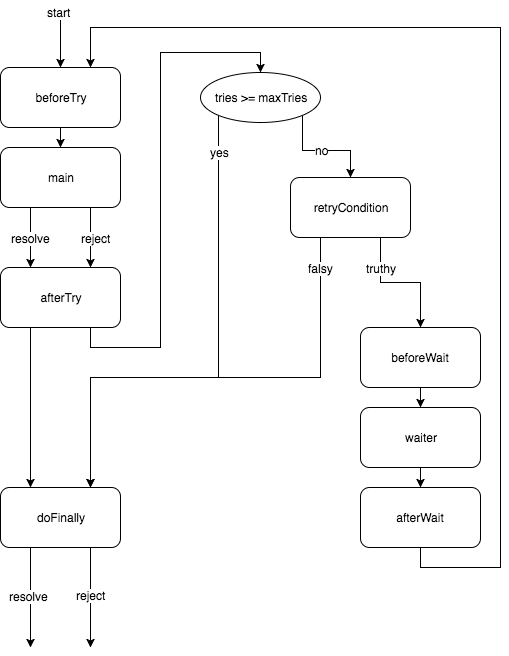 start
beforeTry
tries >= maxTries
yes
no
main
retryCondition
resolve
reject
falsy
truthy
afterTry
beforeWait
waiter
doFinally
afterWait
resolve
reject